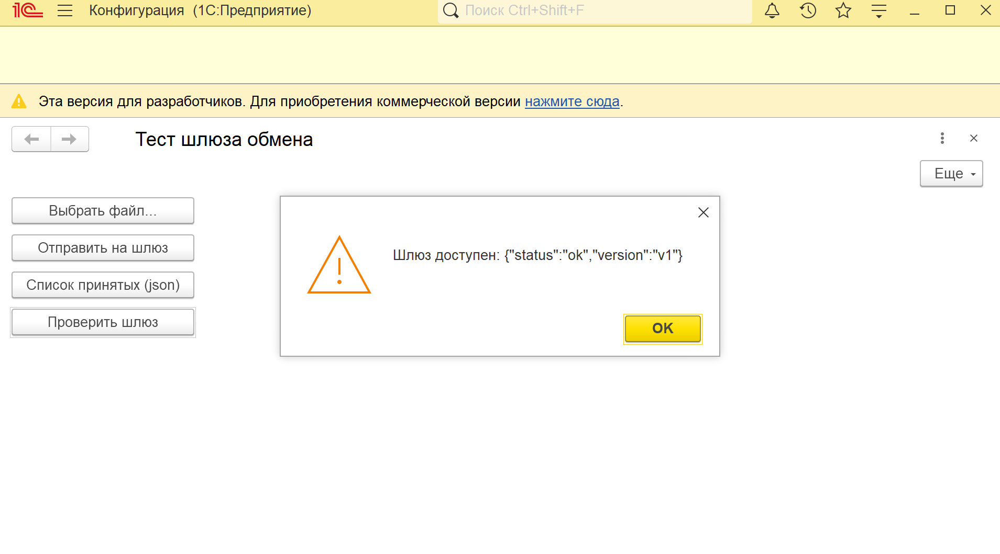 1С Конфигурация (1С:Предприятие) Поиск Ctrl+Shift+F
Эта версия для разработчиков. Для приобретения коммерческой версии нажмите сюда.
Тест шлюза обмена
Еще
Выбрать файл...
Отправить на шлюз
Список принятых (json)
Проверить шлюз
Шлюз доступен: {"status":"ok","version":"v1"}
OK